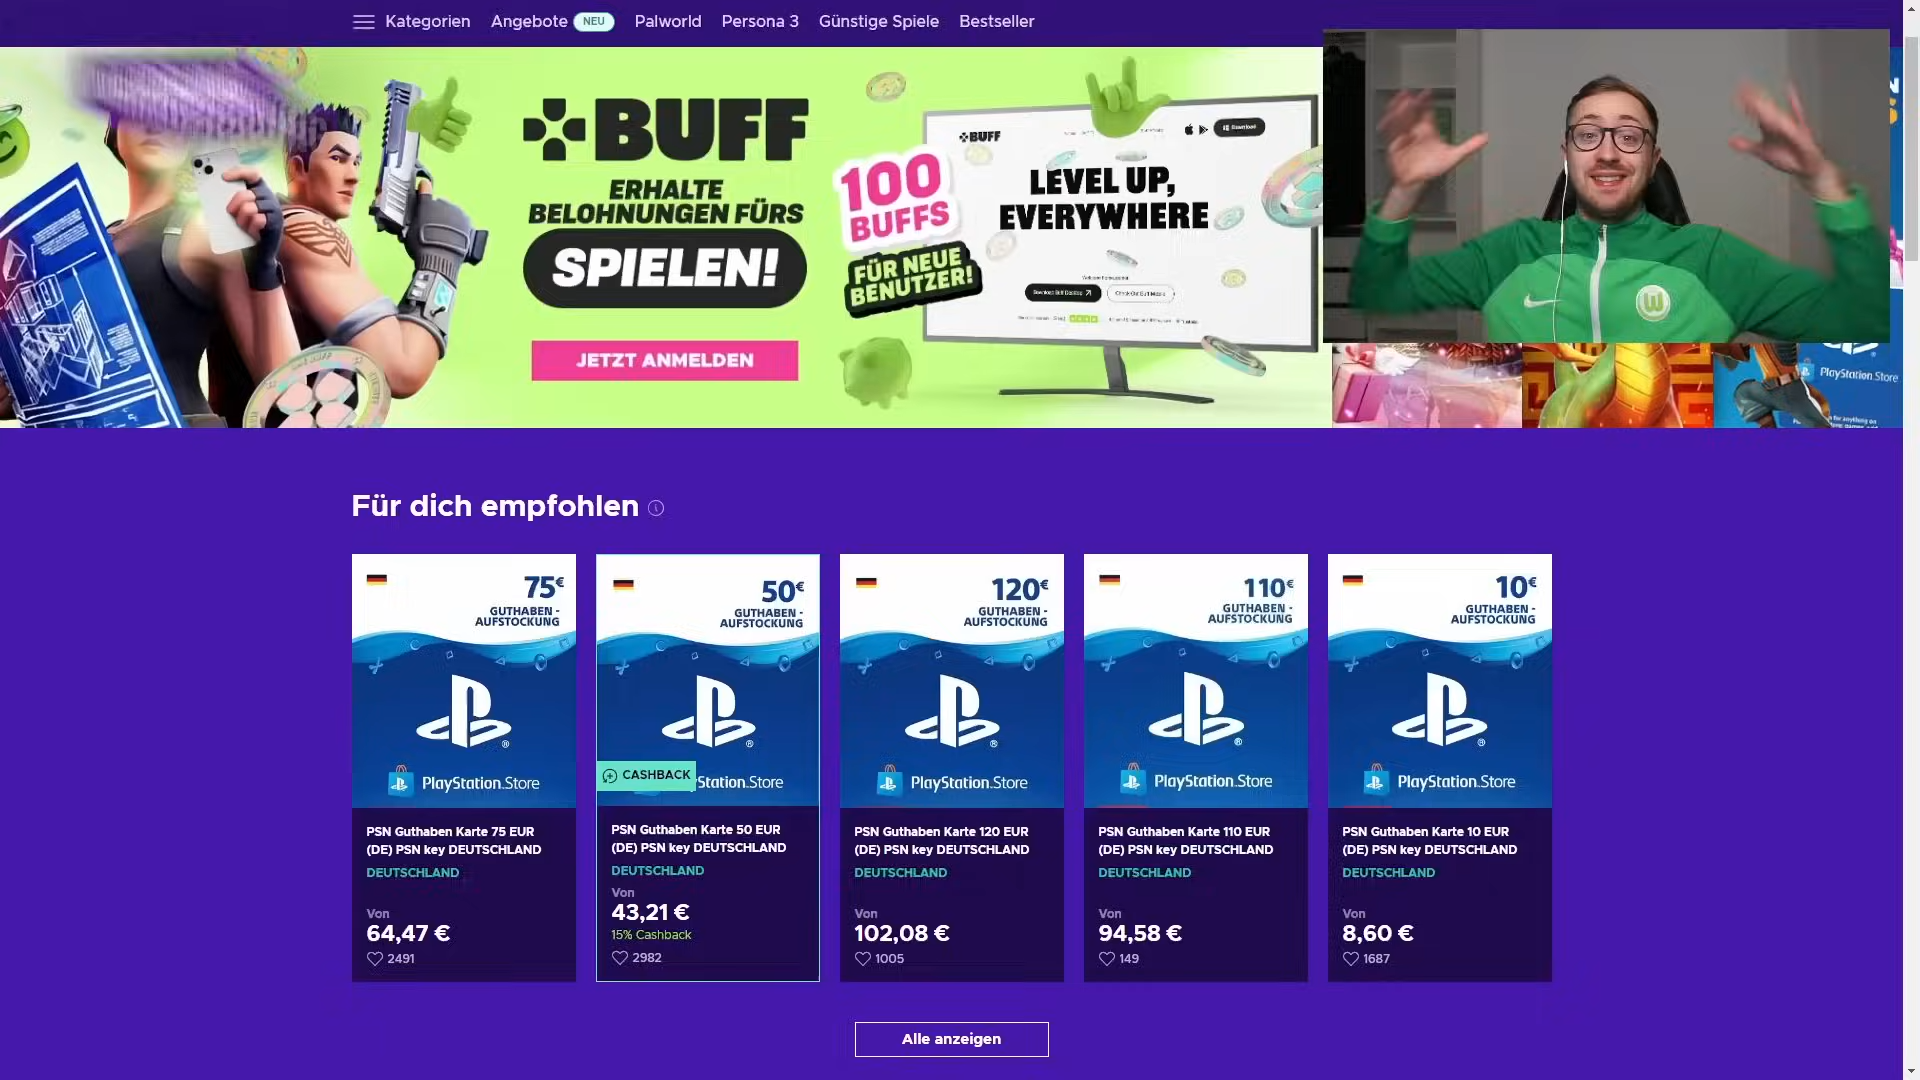 Kategorien
Angebote NEU
Palworld
Persona 3
Günstige Spiele
Bestseller
BUFF
ERHALTE
BELOHNUNGEN FÜRS
SPIELEN!
JETZT ANMELDEN
100
BUFFS
FÜR NEUE
BENUTZER!
BUFF
Download
LEVEL UP,
EVERYWHERE
W
PlayStation.Store
Für dich empfohlen
75€
GUTHABEN -
AUFSTOCKUNG
PlayStation.Store
PSN Guthaben Karte 75 EUR
(DE) PSN key DEUTSCHLAND
DEUTSCHLAND
Von
64,47 €
2491
50€
GUTHABEN -
AUFSTOCKUNG
CASHBACK
Station.Store
PSN Guthaben Karte 50 EUR
(DE) PSN key DEUTSCHLAND
DEUTSCHLAND
Von
43,21 €
15% Cashback
2982
120€
GUTHABEN -
AUFSTOCKUNG
PlayStation.Store
PSN Guthaben Karte 120 EUR
(DE) PSN key DEUTSCHLAND
DEUTSCHLAND
Von
102,08 €
1005
110€
GUTHABEN -
AUFSTOCKUNG
PlayStation.Store
PSN Guthaben Karte 110 EUR
(DE) PSN key DEUTSCHLAND
DEUTSCHLAND
Von
94,58 €
149
10€
GUTHABEN -
AUFSTOCKUNG
PlayStation.Store
PSN Guthaben Karte 10 EUR
(DE) PSN key DEUTSCHLAND
DEUTSCHLAND
Von
8,60 €
1687
Alle anzeigen